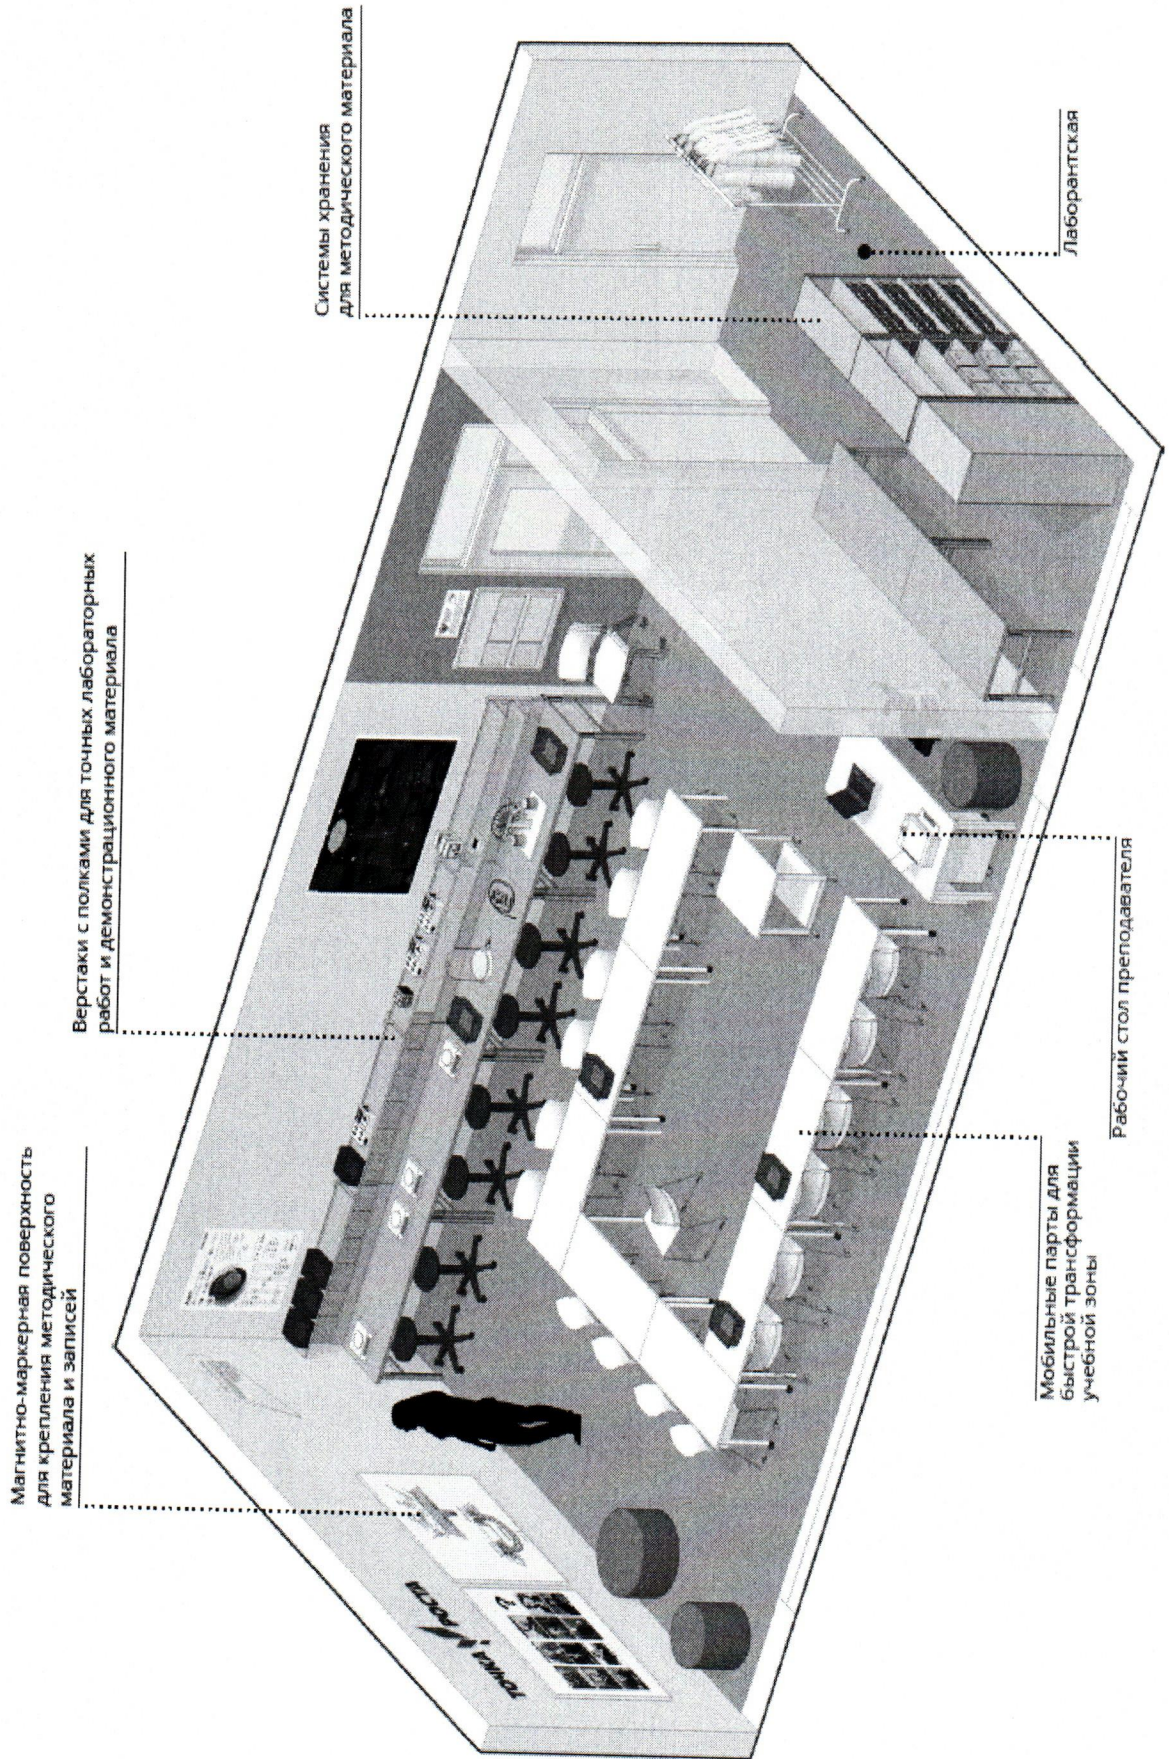 Магнитно-маркерная поверхность
для крепления методического
материала и записей
Верстаки с полками для точных лабораторных
работ и демонстрационного материала
Системы хранения
для методического материала
ТОЧКА
РОСТА
Мобильные парты для
быстрой трансформации
учебной зоны
Рабочий стол преподавателя
Лаборантская